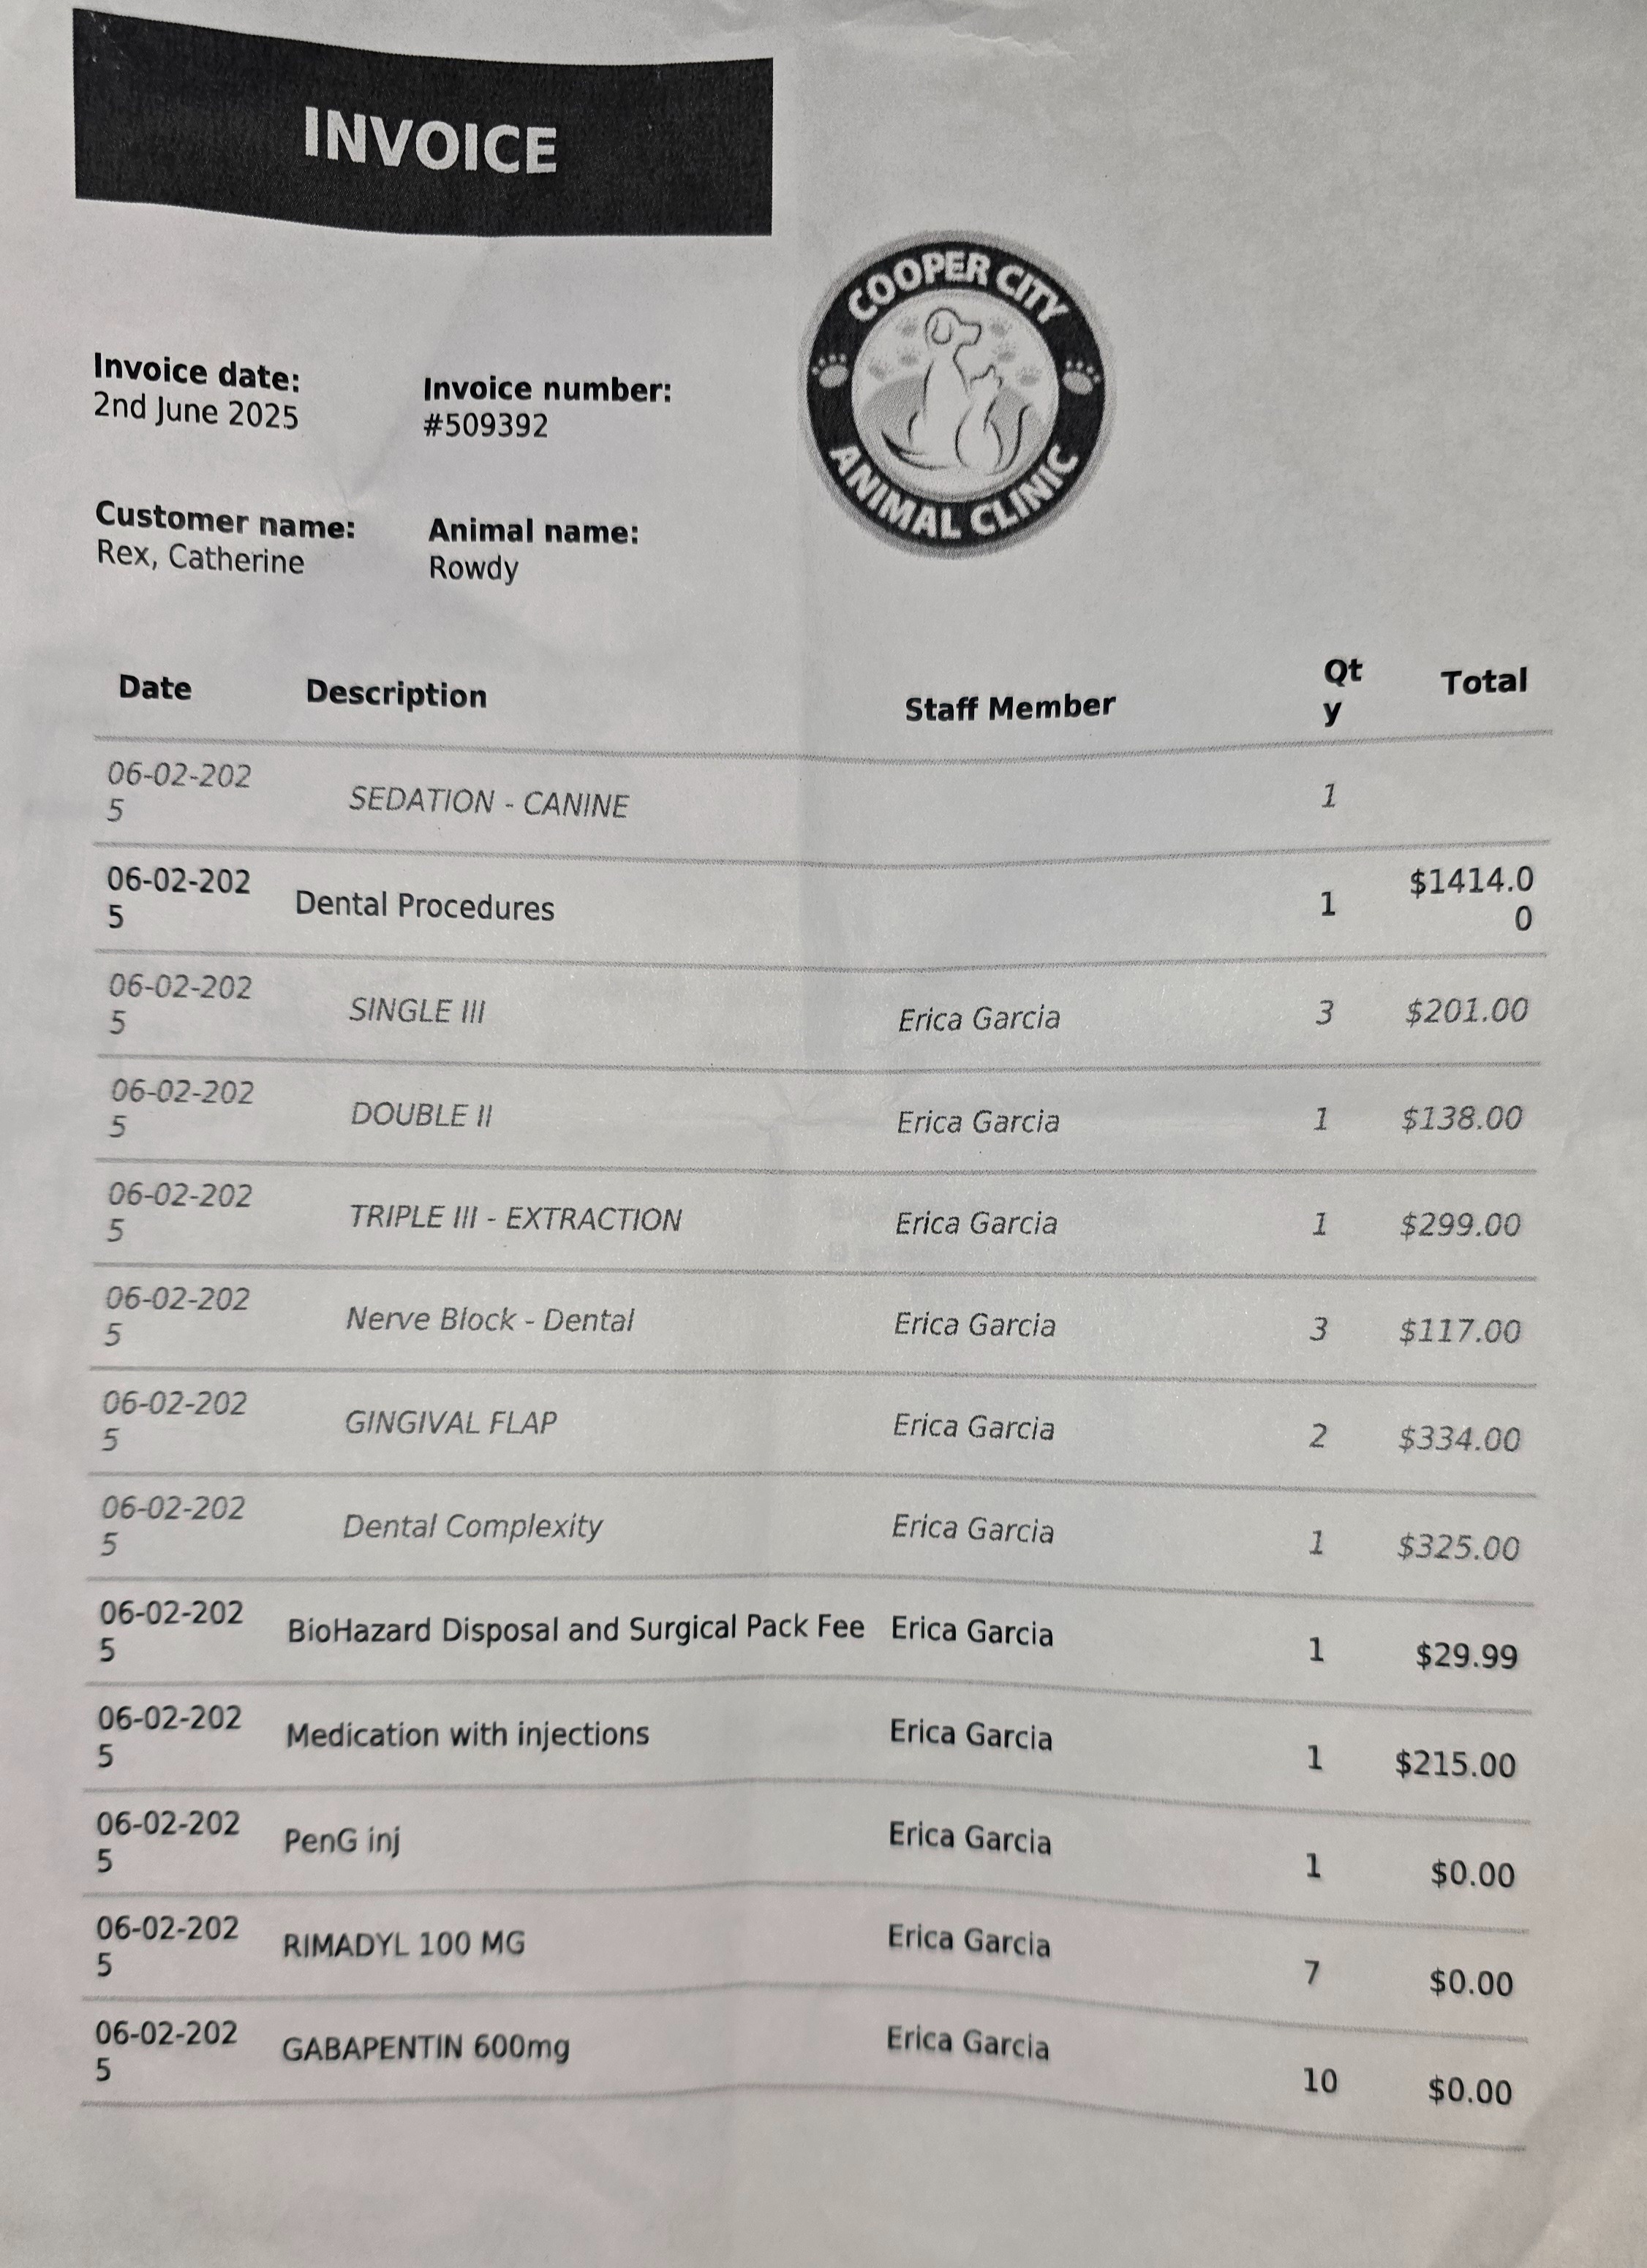 INVOICE
COOPER CITY
ANIMAL CLINIC
Invoice date:
2nd June 2025
Invoice number:
#509392
Customer name:
Rex, Catherine
Animal name:
Rowdy
Date Description Staff Member Qt Total
y
06-02-202 SEDATION - CANINE 1
5
06-02-202 Dental Procedures 1 $1414.0
5 0
06-02-202 SINGLE III Erica Garcia 3 $201.00
5
06-02-202 DOUBLE II Erica Garcia 1 $138.00
5
06-02-202 TRIPLE III - EXTRACTION Erica Garcia 1 $299.00
5
06-02-202 Nerve Block - Dental Erica Garcia 3 $117.00
5
06-02-202 GINGIVAL FLAP Erica Garcia 2 $334.00
5
06-02-202 Dental Complexity Erica Garcia 1 $325.00
5
06-02-202 BioHazard Disposal and Surgical Pack Fee Erica Garcia 1 $29.99
5
06-02-202 Medication with injections Erica Garcia 1 $215.00
5
06-02-202 PenG inj Erica Garcia 1 $0.00
5
06-02-202 RIMADYL 100 MG Erica Garcia 7 $0.00
5
06-02-202 GABAPENTIN 600mg Erica Garcia 10 $0.00
5